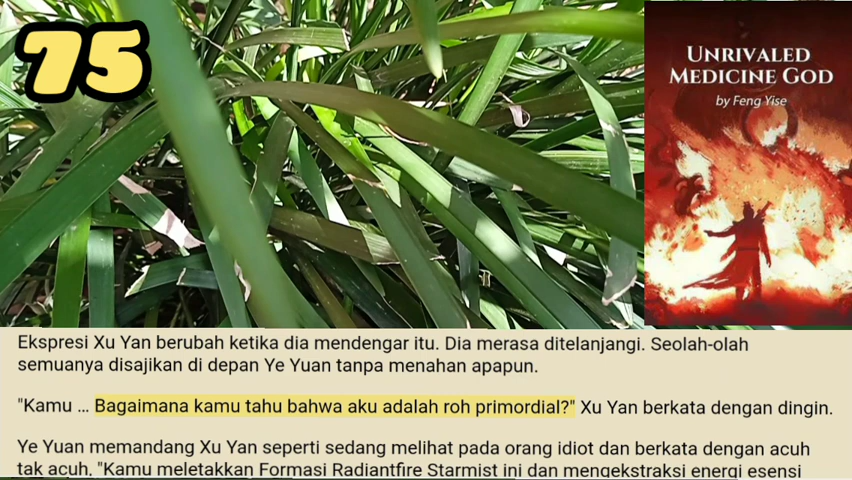 75
UNRIVALED
MEDICINE GOD
by Feng Yise
Ekspresi Xu Yan berubah ketika dia mendengar itu. Dia merasa ditelanjangi. Seolah-olah
semuanya disajikan di depan Ye Yuan tanpa menahan apapun.
"Kamu ... Bagaimana kamu tahu bahwa aku adalah roh primordial?" Xu Yan berkata dengan dingin.
Ye Yuan memandang Xu Yan seperti sedang melihat pada orang idiot dan berkata dengan acuh
tak acuh, "Kamu meletakkan Formasi Radiantfire Starmist ini dan mengekstraksi energi esensi